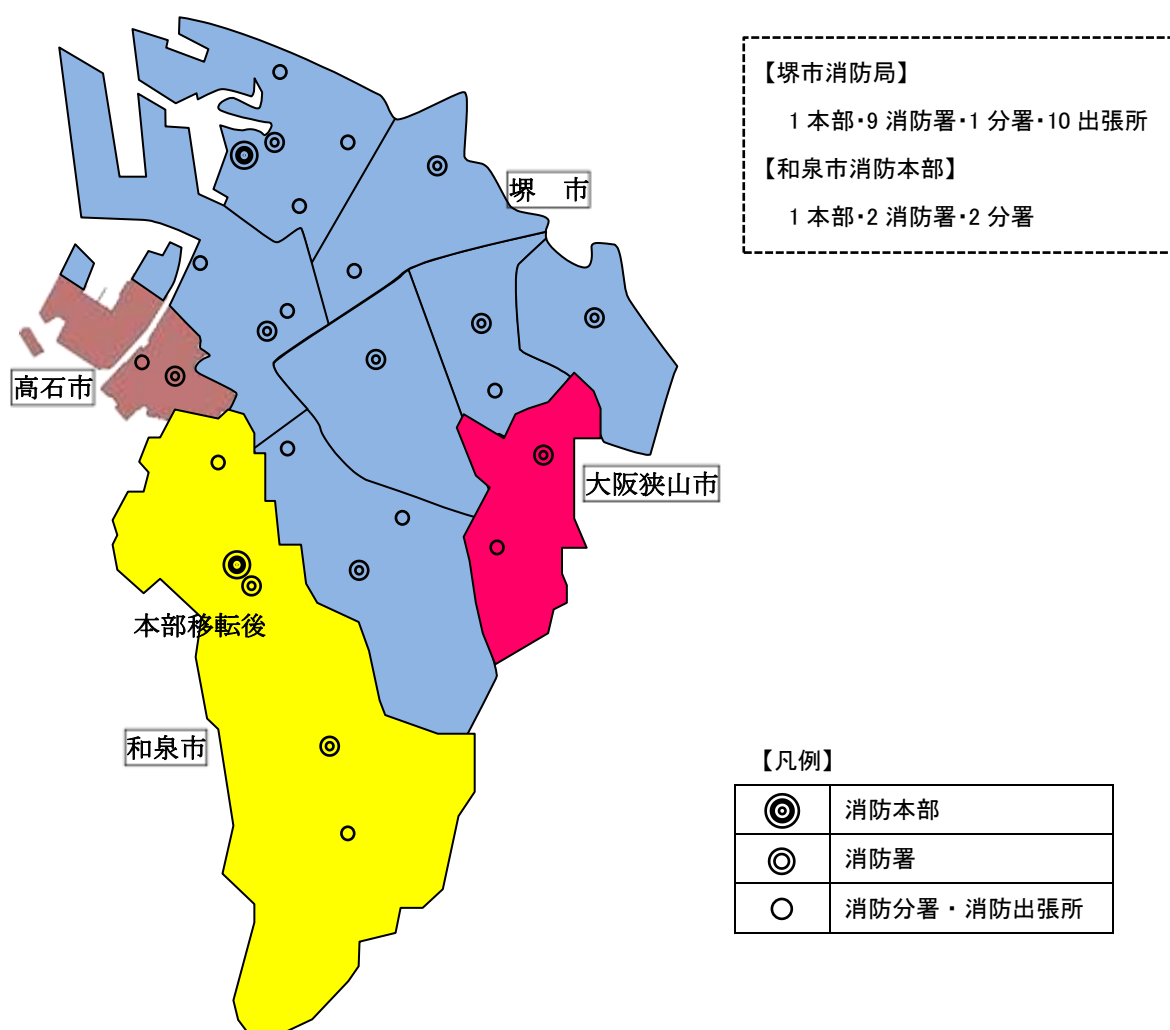 【堺市消防局】
1本部・9消防署・1分署・10出張所
【和泉市消防本部】
1本部・2消防署・2分署
堺　市
高石市
大阪狭山市
本部移転後
和泉市
【凡例】
消防本部
消防署
消防分署・消防出張所